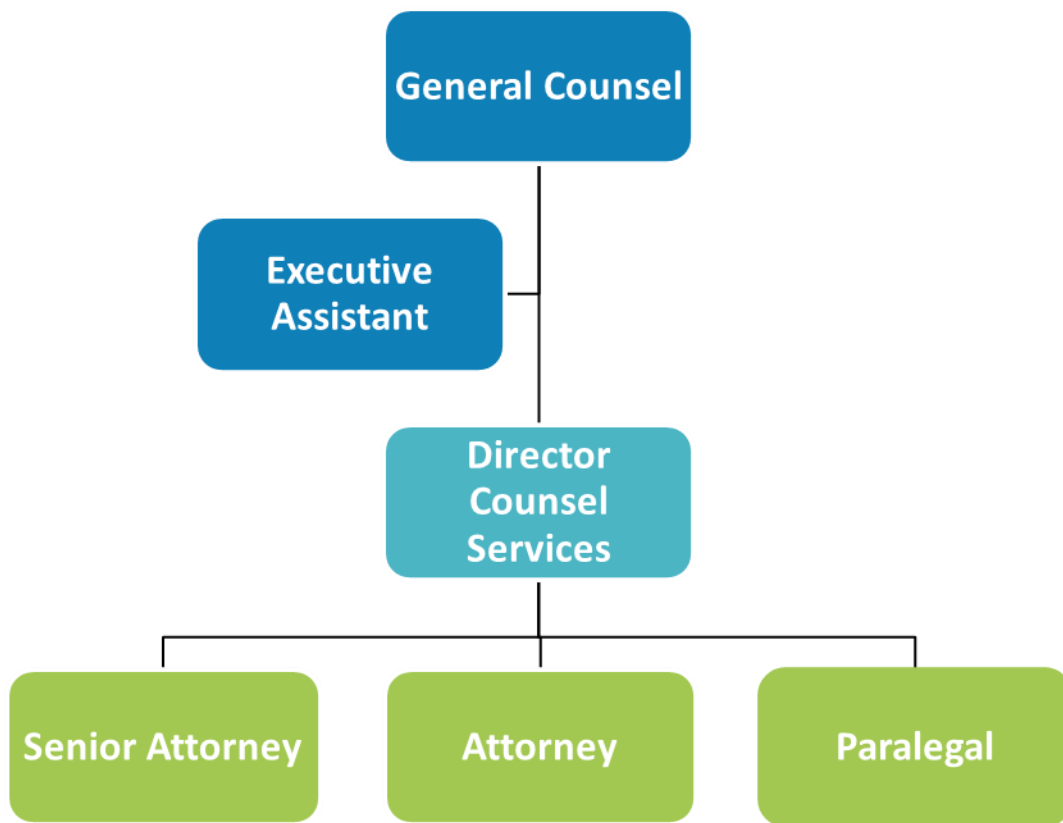 General Counsel
Executive
Assistant
Director
Counsel
Services
Senior Attorney
Attorney
Paralegal